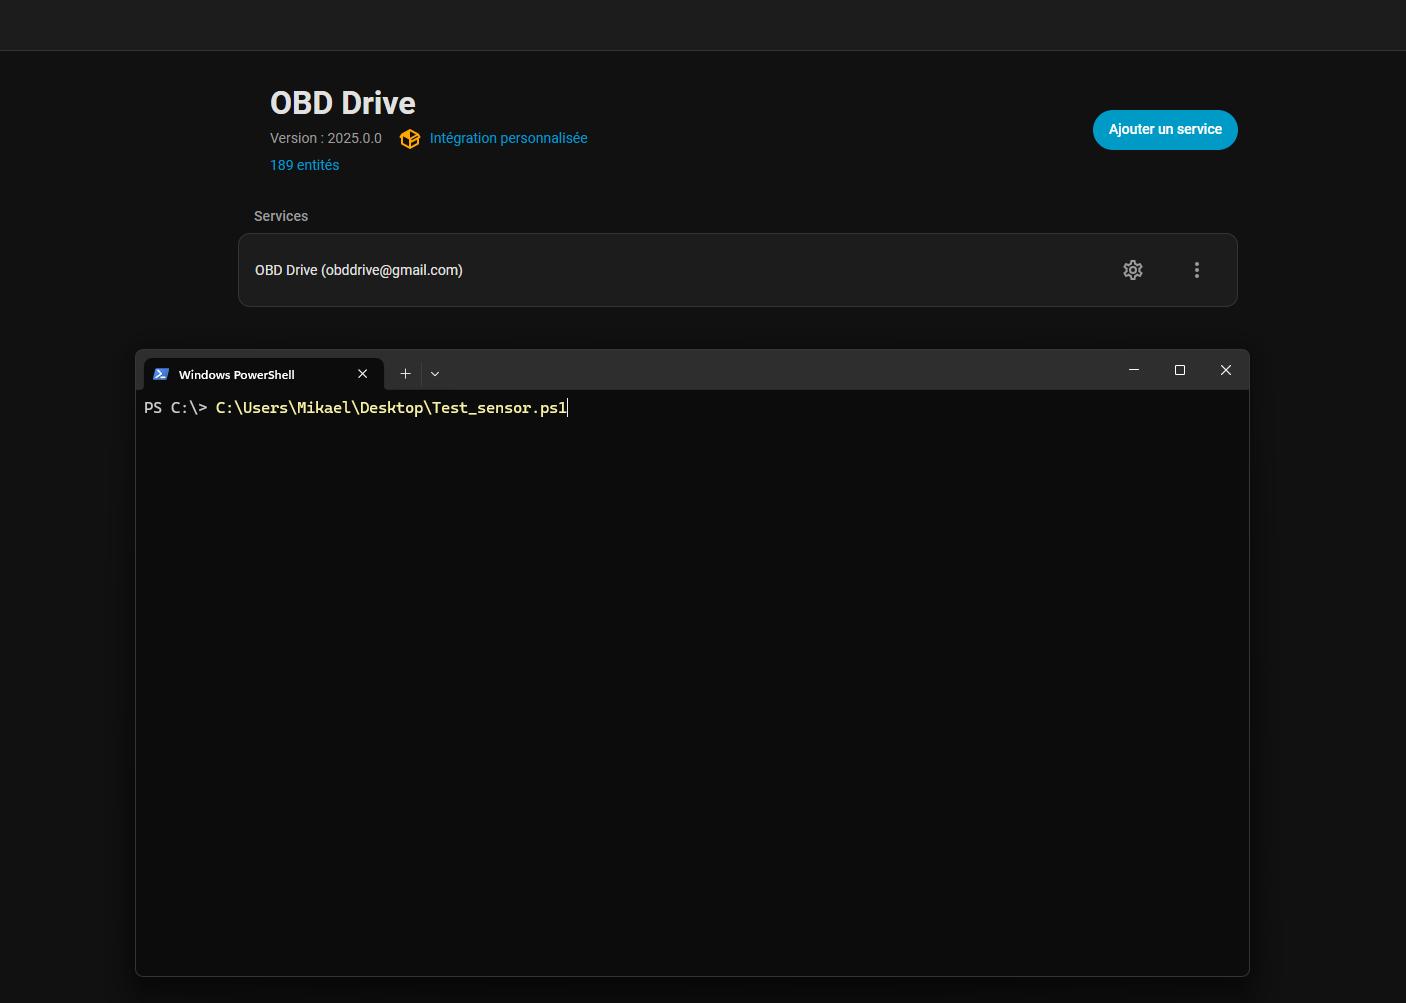 OBD Drive
Version : 2025.0.0 Intégration personnalisée
Ajouter un service
189 entités
Services
OBD Drive (obddrive@gmail.com)
Windows PowerShell
PS C:\> C:\Users\Mikael\Desktop\Test_sensor.ps1